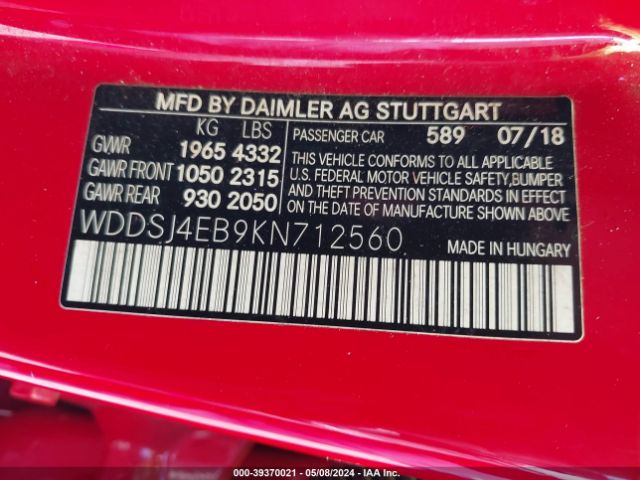 MFD BY DAIMLER AG STUTTGART
KG LBS
GVWR 1965 4332
GAWR FRONT 1050 2315
GAWR REAR 930 2050
PASSENGER CAR 589 07/18
THIS VEHICLE CONFORMS TO ALL APPLICABLE
U.S. FEDERAL MOTOR VEHICLE SAFETY, BUMPER
AND THEFT PREVENTION STANDARDS IN EFFECT
ON THE DATE OF MANUFACTURE SHOWN ABOVE.
WDDSJ4EB9KN712560 MADE IN HUNGARY
000-39370021 - 05/08/2024 - IAA Inc.